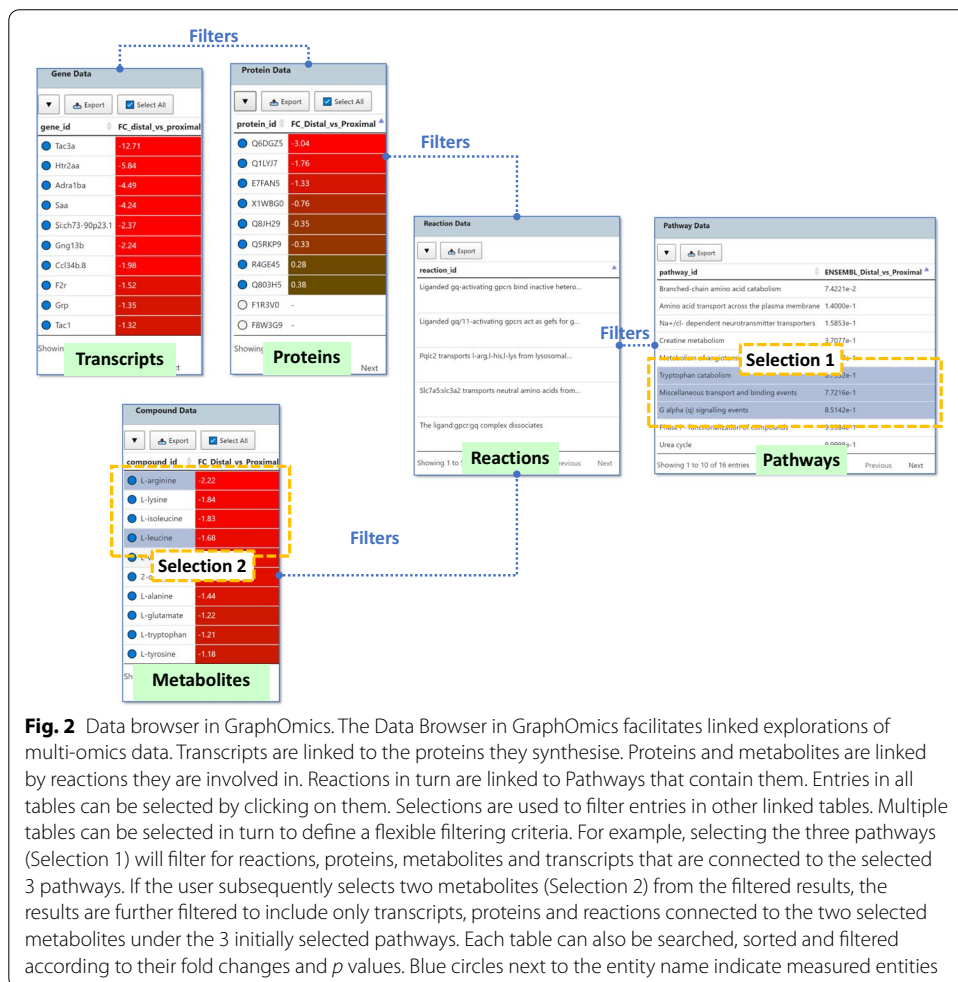 Filters
Gene Data
▼ Export Select All
gene_id FC_distal_vs_proximal
Tac3a -12.71
Htr2aa -5.84
Adra1ba -4.49
Saa -4.24
Si:ch73-90p23.1 -2.37
Gng13b -2.24
Ccl34b.8 -1.98
F2r -1.52
Grp -1.35
Tac1 -1.32
Transcripts
Protein Data
▼ Export Select All
protein_id FC_Distal_vs_Proximal
Q6DGZ5 -3.04
Q1LYJ7 -1.76
E7FAN5 -1.33
X1WBG0 -0.76
Q8JH29 -0.35
Q5RKP9 -0.33
R4GE45 0.28
Q803H5 0.38
F1R3V0 -
F8W3G9 -
Next
Proteins
Filters
Reaction Data
▼ Export
reaction_id
Liganded gq-activating gpcrs bind inactive hetero...
Liganded gq/11-activating gpcrs act as gefs for g...
Pqlc2 transports l-arg,l-his,l-lys from lysosomal...
Slc7a5:slc3a2 transports neutral amino acids from...
The ligand:gpcr:gq complex dissociates
Showing 1 to Next
Reactions
Filters
Pathway Data
▼ Export
pathway_id ENSEMBL_Distal_vs_Proximal
Branched-chain amino acid catabolism 7.4221e-2
Amino acid transport across the plasma membrane 1.4000e-1
Na+/cl- dependent neurotransmitter transporters 1.5853e-1
Creatine metabolism 3.7077e-1
Selection 1
Tryptophan catabolism
Miscellaneous transport and binding events 7.7216e-1
G alpha (q) signalling events 8.5142e-1
Urea cycle
Showing 1 to 10 of 16 entries Previous Next
Pathways
Compound Data
▼ Export Select All
compound_id FC_Distal_vs_Proximal
L-arginine -2.22
L-lysine -1.84
L-isoleucine -1.83
L-leucine -1.68
Selection 2
L-alanine -1.44
L-glutamate -1.22
L-tryptophan -1.21
L-tyrosine -1.18
Metabolites
Filters
Fig. 2 Data browser in GraphOmics. The Data Browser in GraphOmics facilitates linked explorations of
multi-omics data. Transcripts are linked to the proteins they synthesise. Proteins and metabolites are linked
by reactions they are involved in. Reactions in turn are linked to Pathways that contain them. Entries in all
tables can be selected by clicking on them. Selections are used to filter entries in other linked tables. Multiple
tables can be selected in turn to define a flexible filtering criteria. For example, selecting the three pathways
(Selection 1) will filter for reactions, proteins, metabolites and transcripts that are connected to the selected
3 pathways. If the user subsequently selects two metabolites (Selection 2) from the filtered results, the
results are further filtered to include only transcripts, proteins and reactions connected to the two selected
metabolites under the 3 initially selected pathways. Each table can also be searched, sorted and filtered
according to their fold changes and p values. Blue circles next to the entity name indicate measured entities